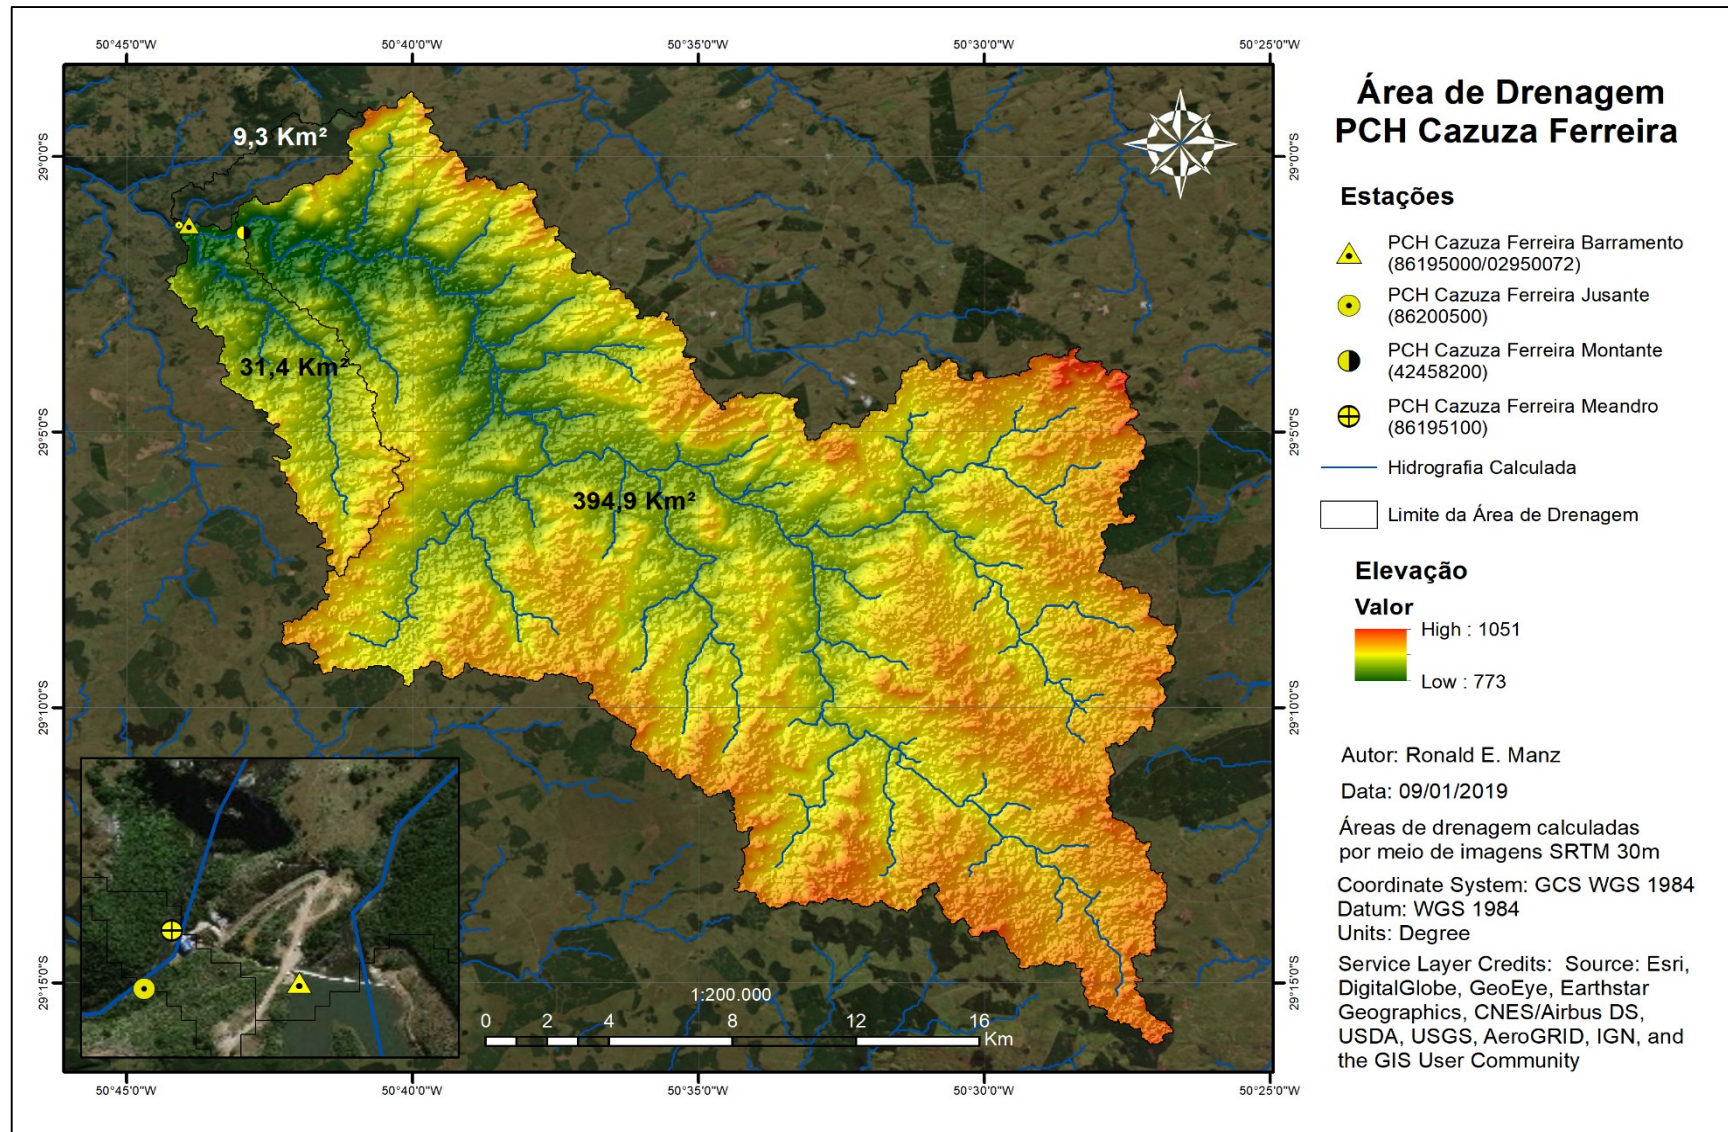 50°45'0"W
50°40'0"W
50°35'0"W
50°30'0"W
50°25'0"W
29°0'0"S
29°5'0"S
29°10'0"S
29°15'0"S
9,3 Km²
31,4 Km²
394,9 Km²
1:200.000
0 2 4 8 12 16
Km
29°0'0"S
29°5'0"S
29°10'0"S
29°15'0"S
50°45'0"W
50°40'0"W
50°35'0"W
50°30'0"W
50°25'0"W
Área de Drenagem
PCH Cazuza Ferreira
Estações
PCH Cazuza Ferreira Barramento
(86195000/02950072)
PCH Cazuza Ferreira Jusante
(86200500)
PCH Cazuza Ferreira Montante
(42458200)
PCH Cazuza Ferreira Meandro
(86195100)
Hidrografia Calculada
Limite da Área de Drenagem
Elevação
Valor
High : 1051
Low : 773
Autor: Ronald E. Manz
Data: 09/01/2019
Áreas de drenagem calculadas
por meio de imagens SRTM 30m
Coordinate System: GCS WGS 1984
Datum: WGS 1984
Units: Degree
Service Layer Credits: Source: Esri,
DigitalGlobe, GeoEye, Earthstar
Geographics, CNES/Airbus DS,
USDA, USGS, AeroGRID, IGN, and
the GIS User Community